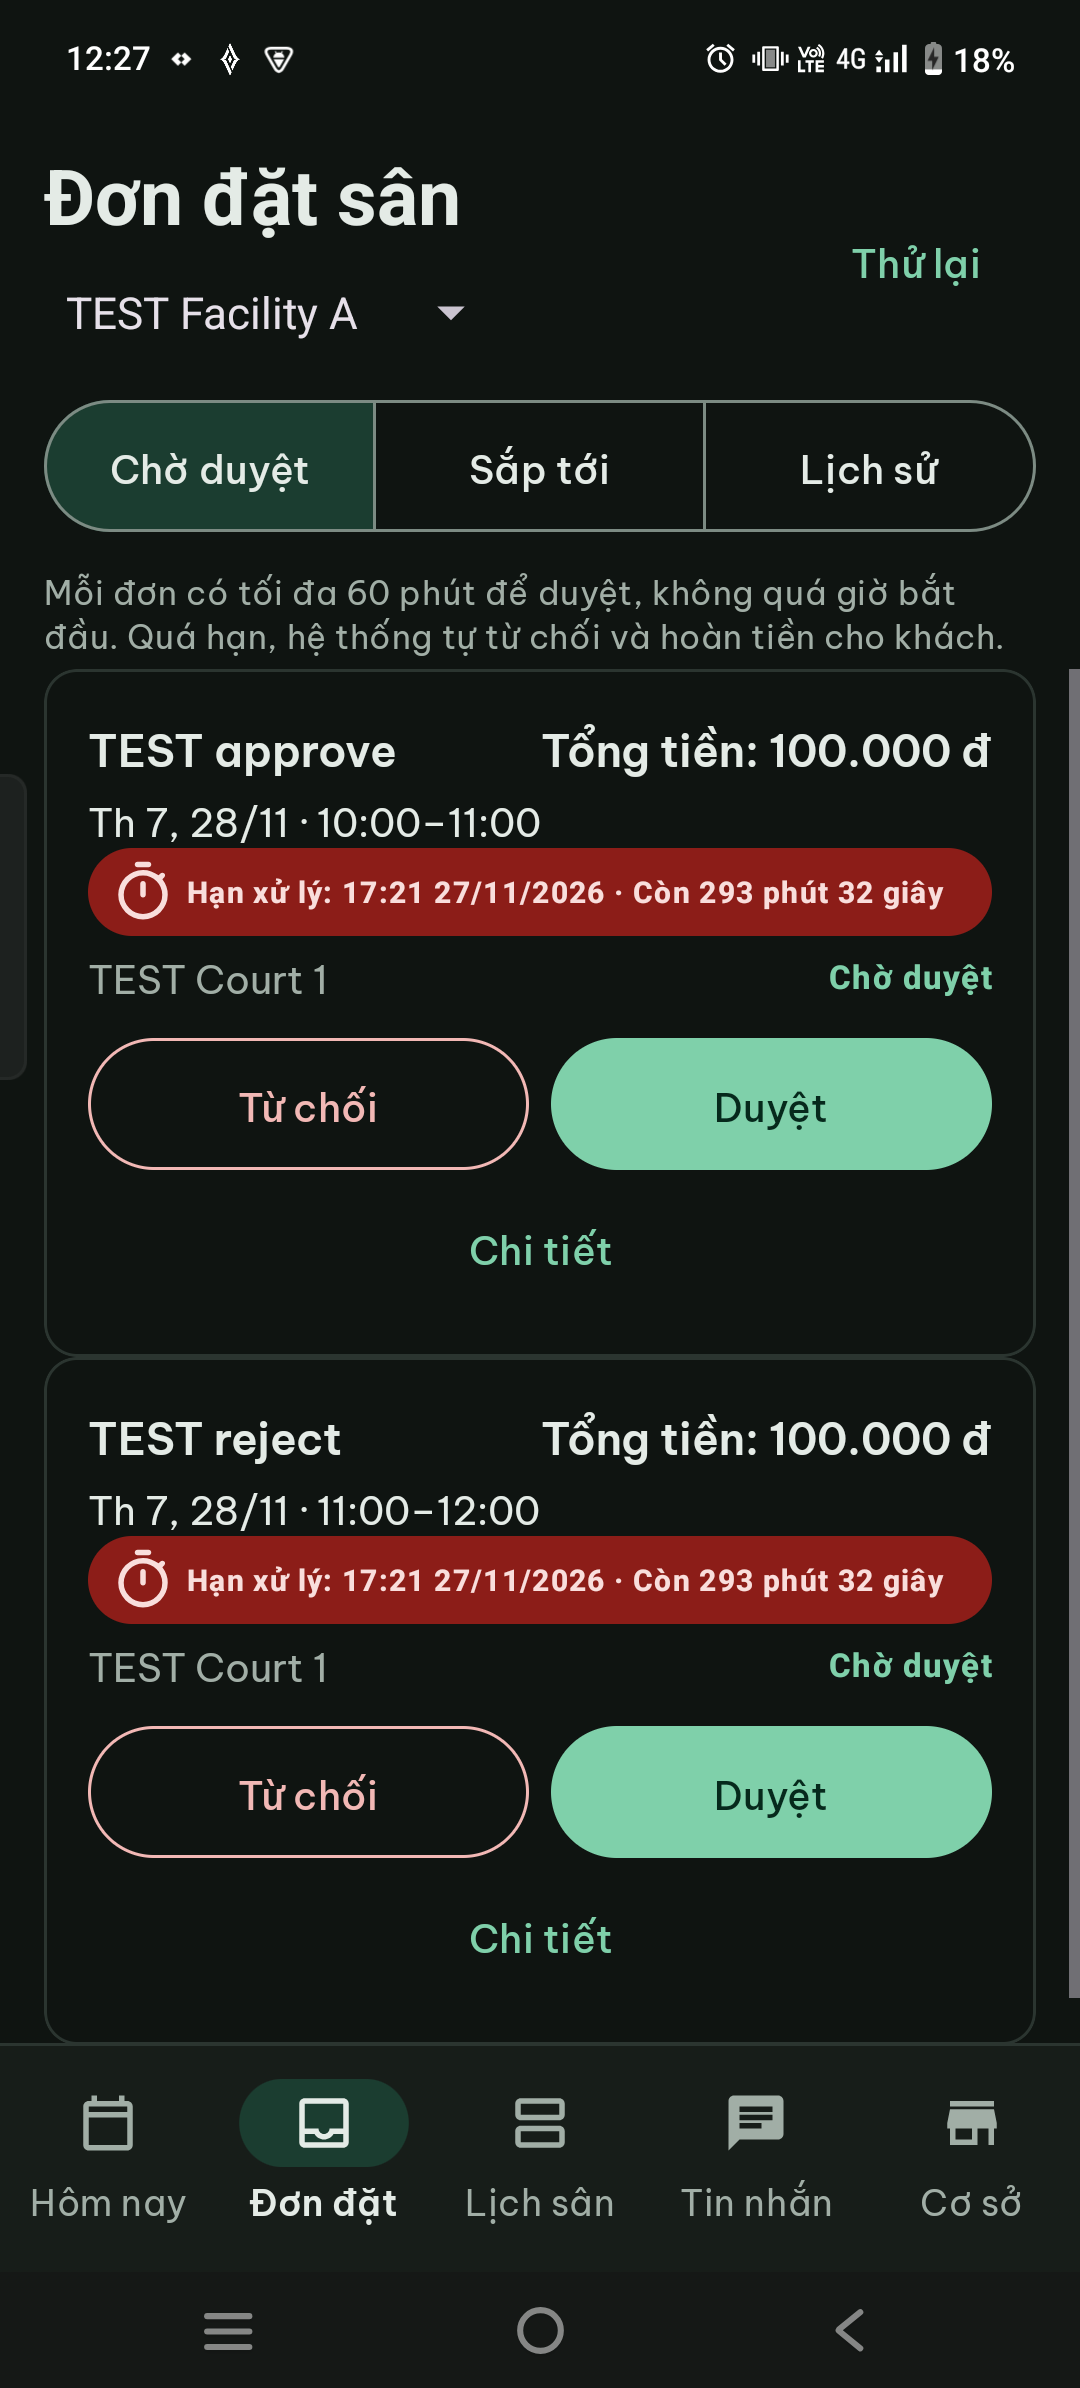 12:27
VoLTE 4G 18%
Đơn đặt sân
Thử lại
TEST Facility A
Chờ duyệt
Sắp tới
Lịch sử
Mỗi đơn có tối đa 60 phút để duyệt, không quá giờ bắt
đầu. Quá hạn, hệ thống tự từ chối và hoàn tiền cho khách.
TEST approve
Tổng tiền: 100.000 đ
Th 7, 28/11 · 10:00–11:00
Hạn xử lý: 17:21 27/11/2026 · Còn 293 phút 32 giây
TEST Court 1
Chờ duyệt
Từ chối
Duyệt
Chi tiết
TEST reject
Tổng tiền: 100.000 đ
Th 7, 28/11 · 11:00–12:00
Hạn xử lý: 17:21 27/11/2026 · Còn 293 phút 32 giây
TEST Court 1
Chờ duyệt
Từ chối
Duyệt
Chi tiết
Hôm nay
Đơn đặt
Lịch sân
Tin nhắn
Cơ sở